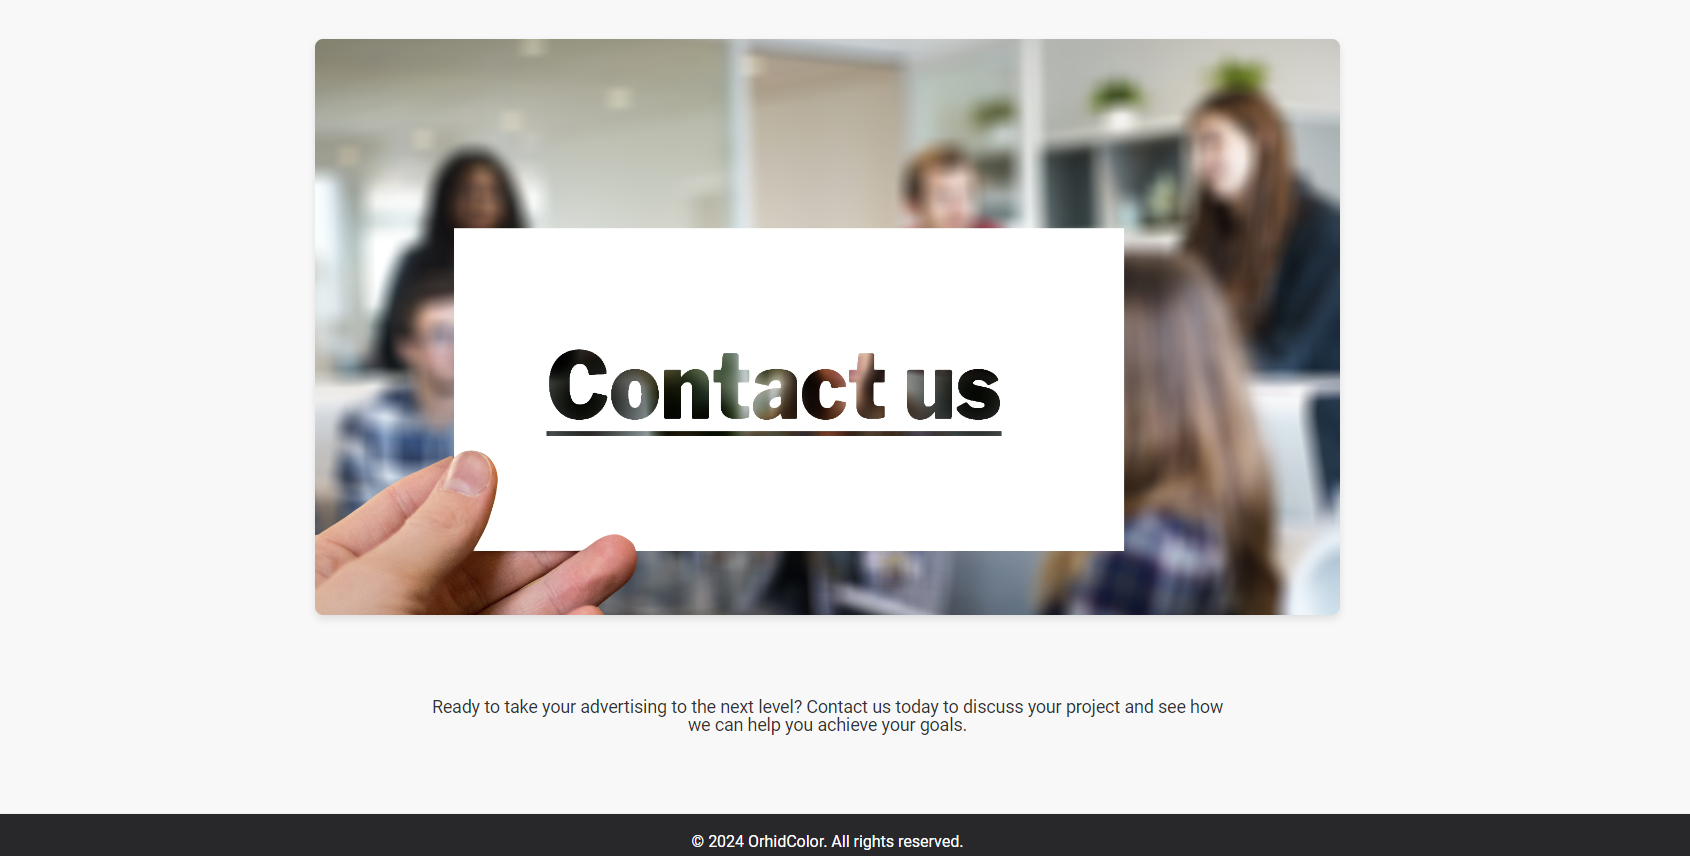 Contact us
Ready to take your advertising to the next level? Contact us today to discuss your project and see how
we can help you achieve your goals.
© 2024 OrhidColor. All rights reserved.